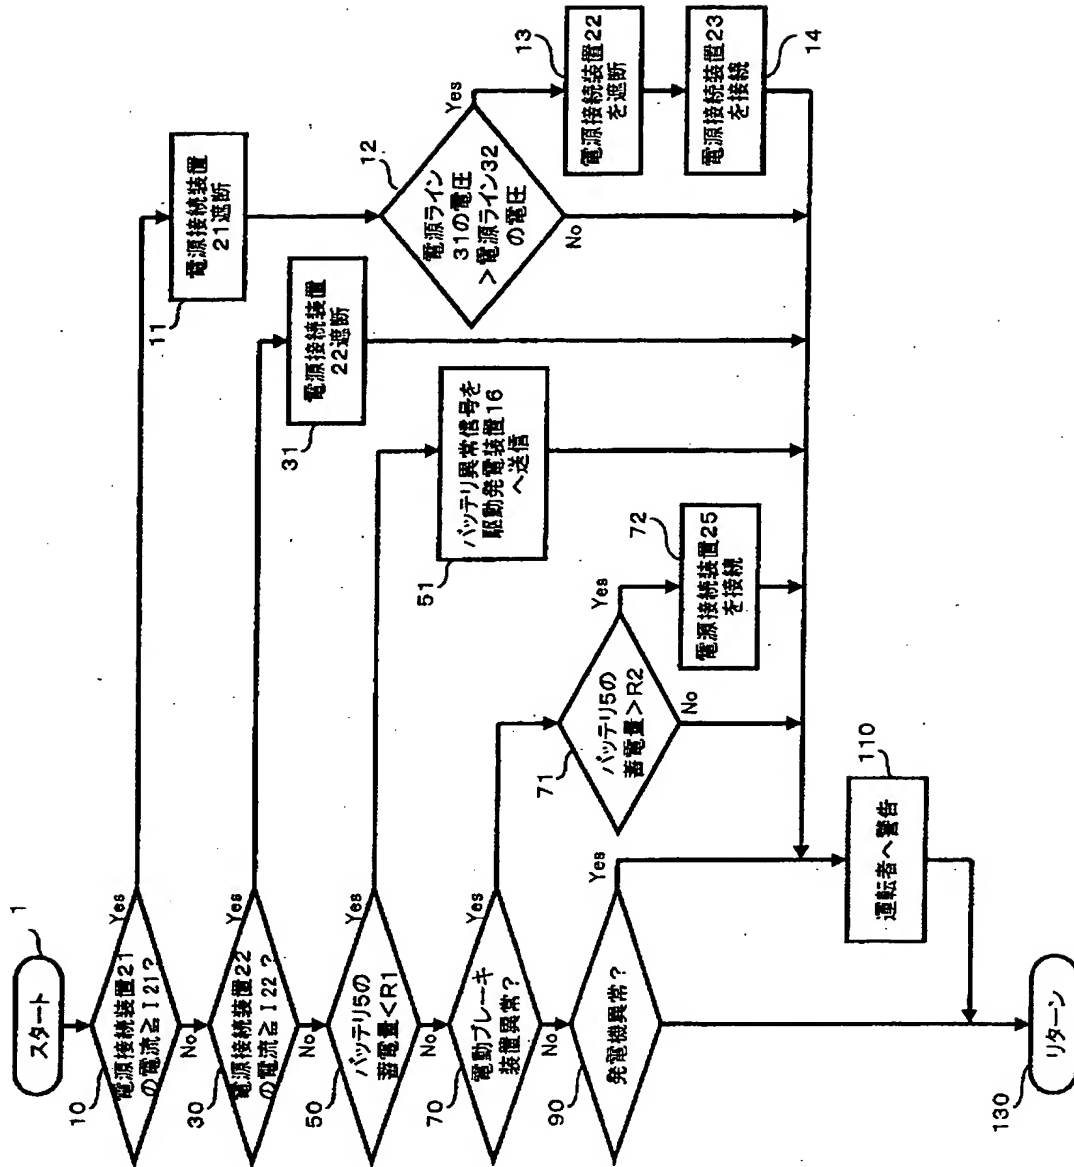 スタート
1
電源接続装置21
の電流≧I21?
10
Yes
No
電源接続装置
21遮断
11
電源ライン
31の電圧
>電源ライン32
の電圧
12
Yes
No
電源接続装置22
を遮断
13
電源接続装置23
を接続
14
電源接続装置22
の電流≧I22?
30
Yes
No
電源接続装置
22遮断
31
バッテリ5の
蓄電量<R1
50
Yes
No
バッテリ異常信号を
駆動発電装置16
へ送信
51
電動ブレーキ
装置異常?
70
Yes
No
バッテリ5の
蓄電量>R2
71
Yes
No
電源接続装置25
を接続
72
発電機異常?
90
Yes
運転者へ警告
110
リターン
130